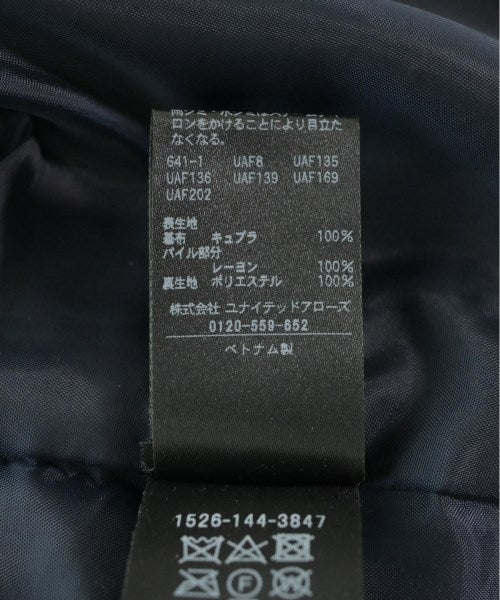 ロンをかけることにより目立た
なくなる。
641-1 UAF8 UAF135
UAF136 UAF139 UAF169
UAF202
表生地
基布 キュプラ 100%
パイル部分
レーヨン 100%
裏生地 ポリエステル 100%
株式会社 ユナイテッドアローズ
0120-559-652
ベトナム製
1526-144-3847